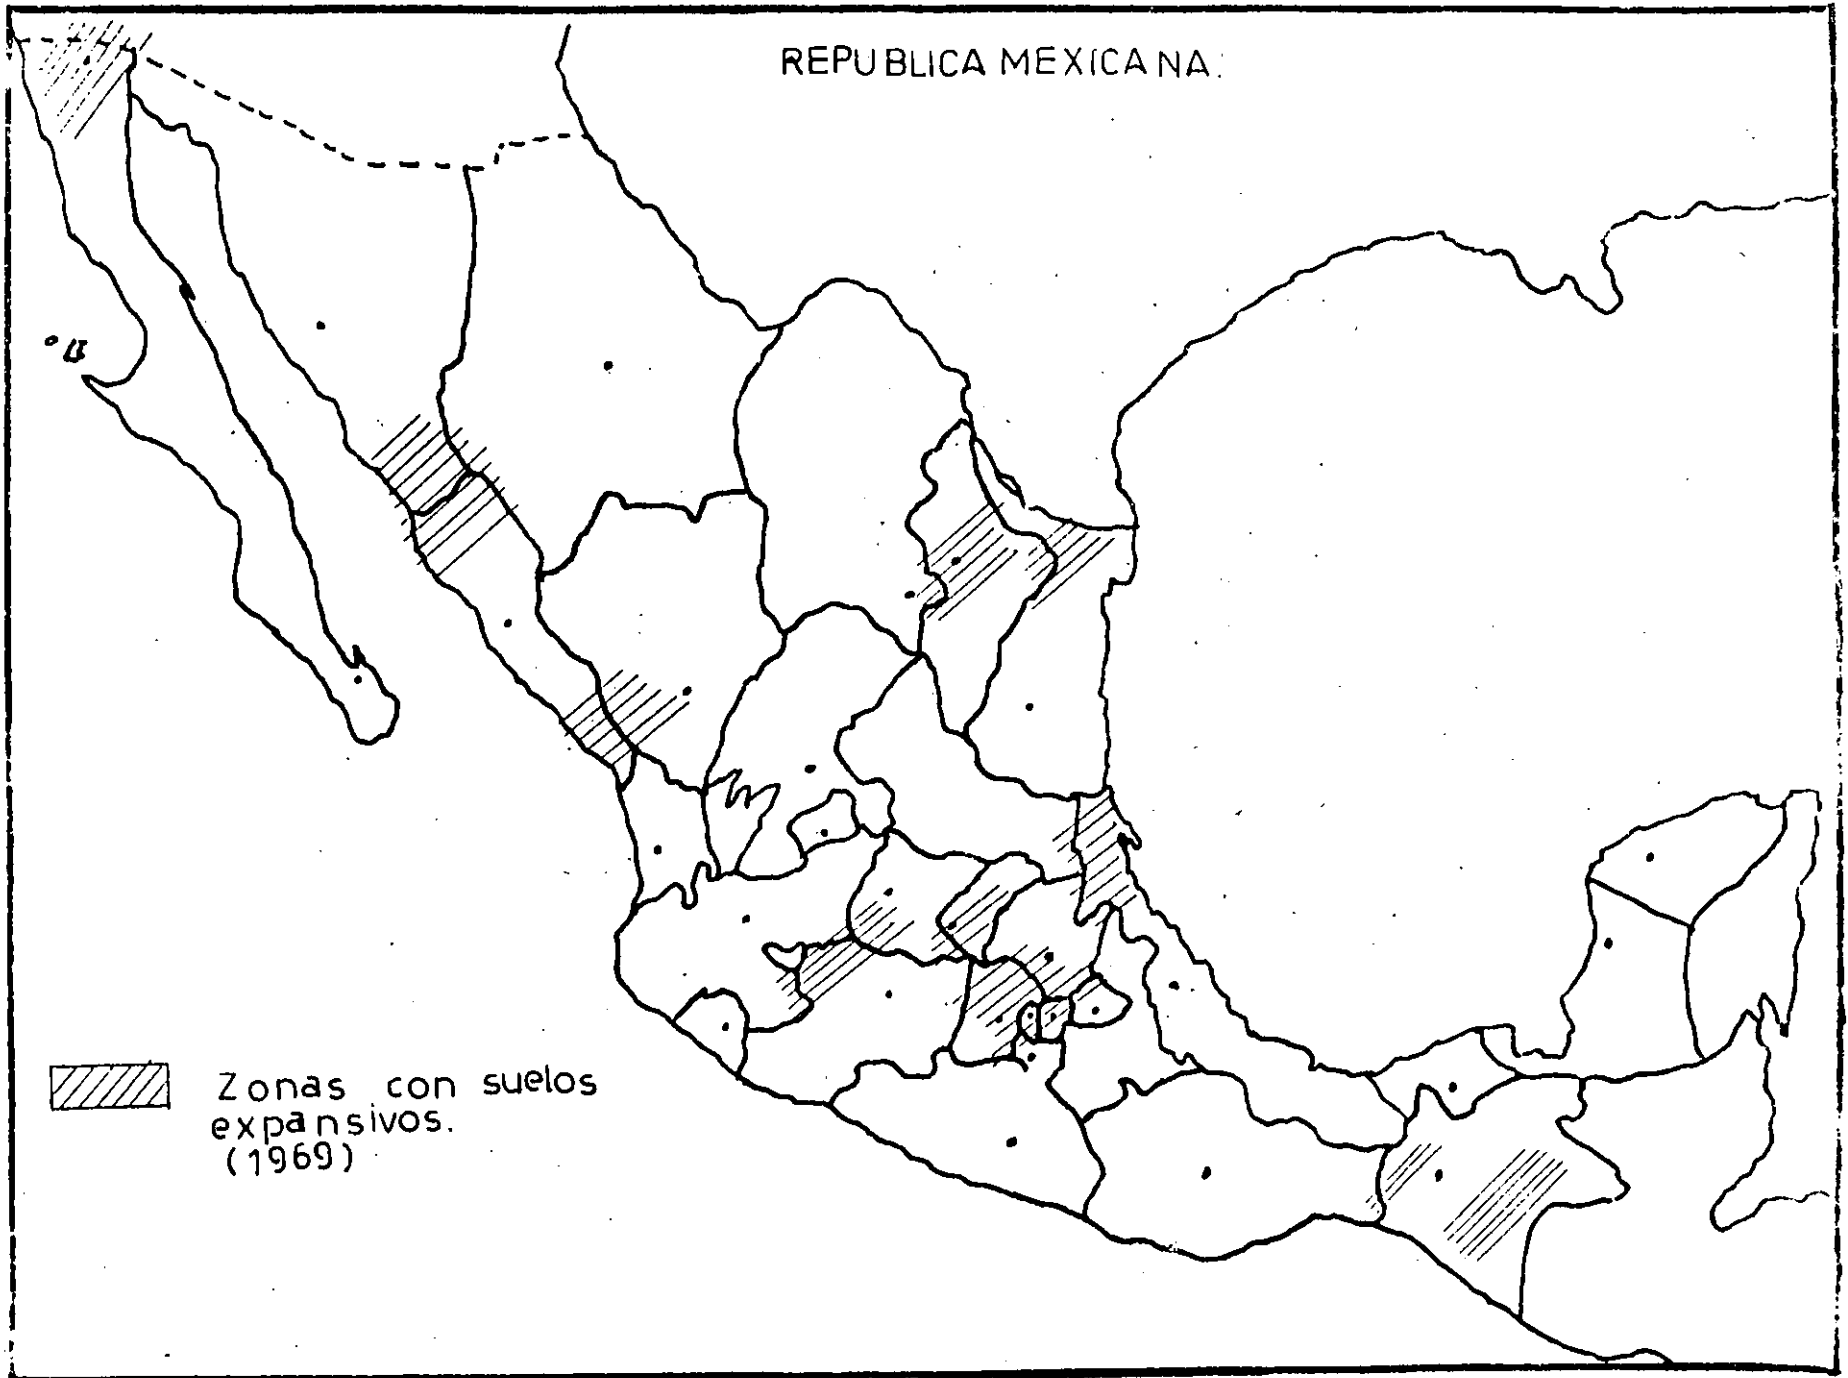 REPUBLICA MEXICANA.
Zonas con suelos
expansivos.
(1969)